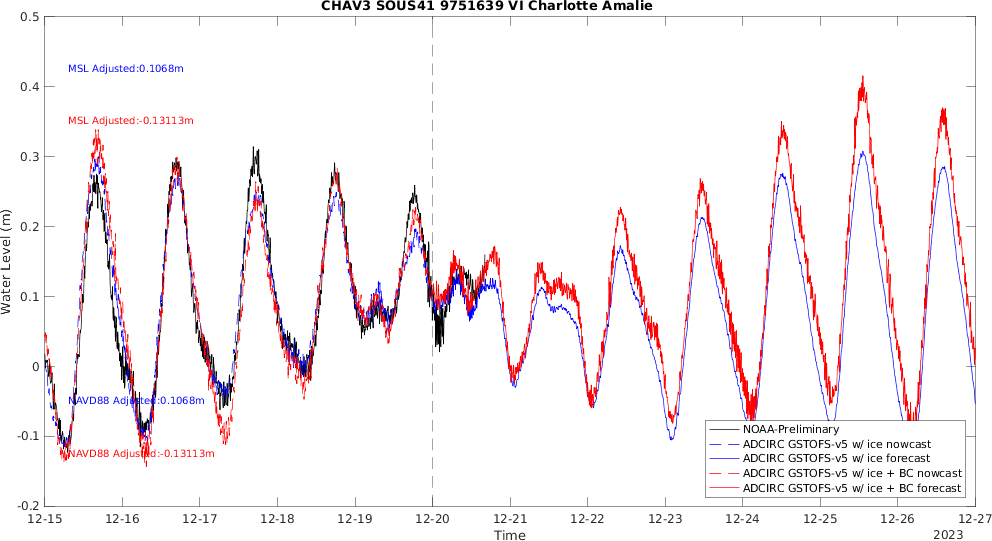 CHAV3 SOUS41 9751639 VI Charlotte Amalie
0.5
0.4
0.3
0.2
0.1
0
-0.1
-0.2
Water Level (m)
MSL Adjusted:0.1068m
MSL Adjusted:-0.13113m
NAVD88 Adjusted:0.1068m
NAVD88 Adjusted:-0.13113m
NOAA-Preliminary
ADCIRC GSTOFS-v5 w/ ice nowcast
ADCIRC GSTOFS-v5 w/ ice forecast
ADCIRC GSTOFS-v5 w/ ice + BC nowcast
ADCIRC GSTOFS-v5 w/ ice + BC forecast
12-15 12-16 12-17 12-18 12-19 12-20 12-21 12-22 12-23 12-24 12-25 12-26 12-27
Time
2023